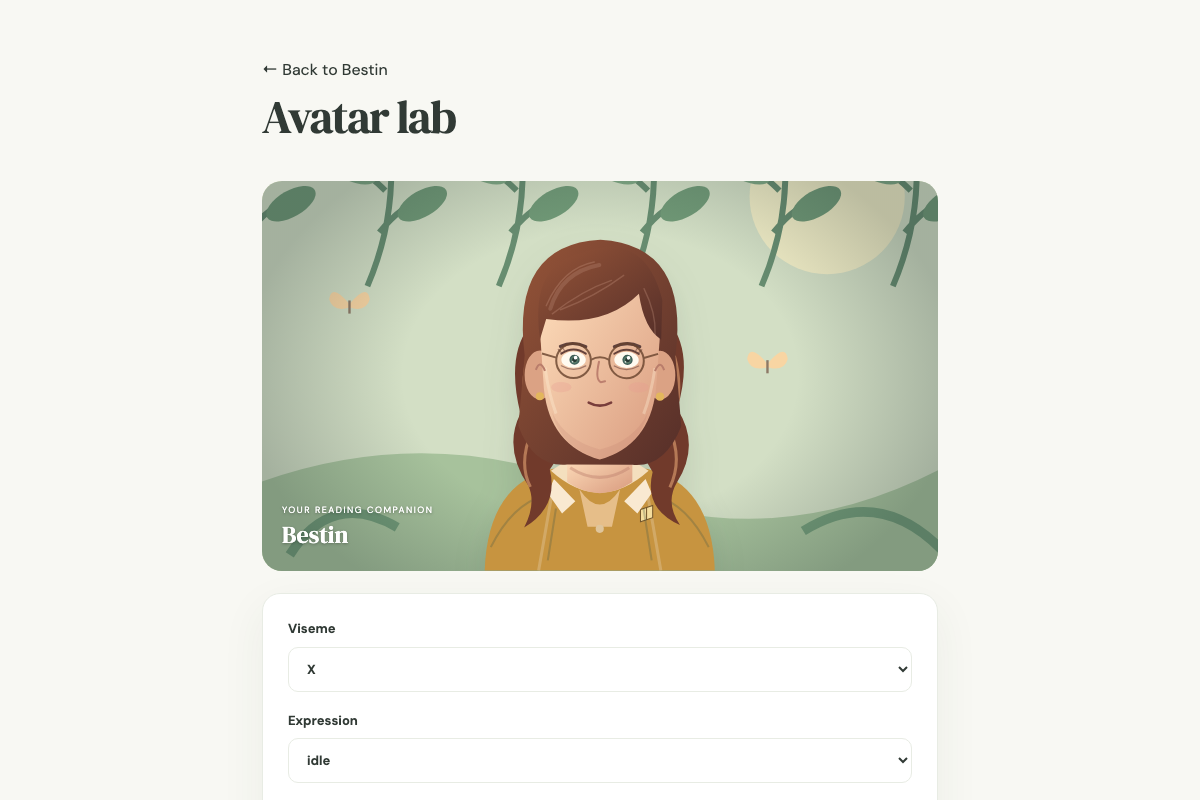 ← Back to Bestin
Avatar lab
YOUR READING COMPANION
Bestin
Viseme
X
Expression
idle